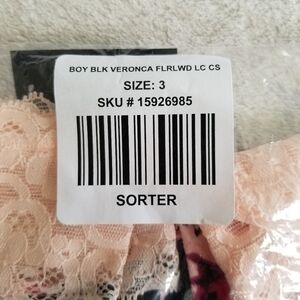 BOY BLK VERONCA FLRLWD LC CS
SIZE: 3
SKU # 15926985
SORTER